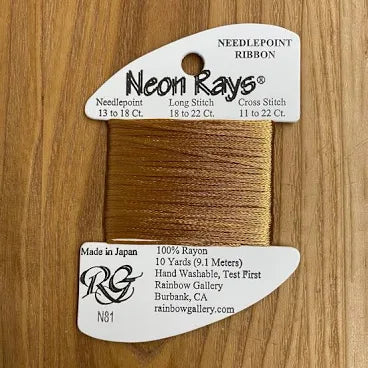 NEEDLEPOINT
RIBBON
Neon Rays®
Needlepoint Long Stitch Cross Stitch
13 to 18 Ct. 18 to 22 Ct. 11 to 22 Ct.
Made in Japan
RG
N81
100% Rayon
10 Yards (9.1 Meters)
Hand Washable, Test First
Rainbow Gallery
Burbank, CA
rainbowgallery.com